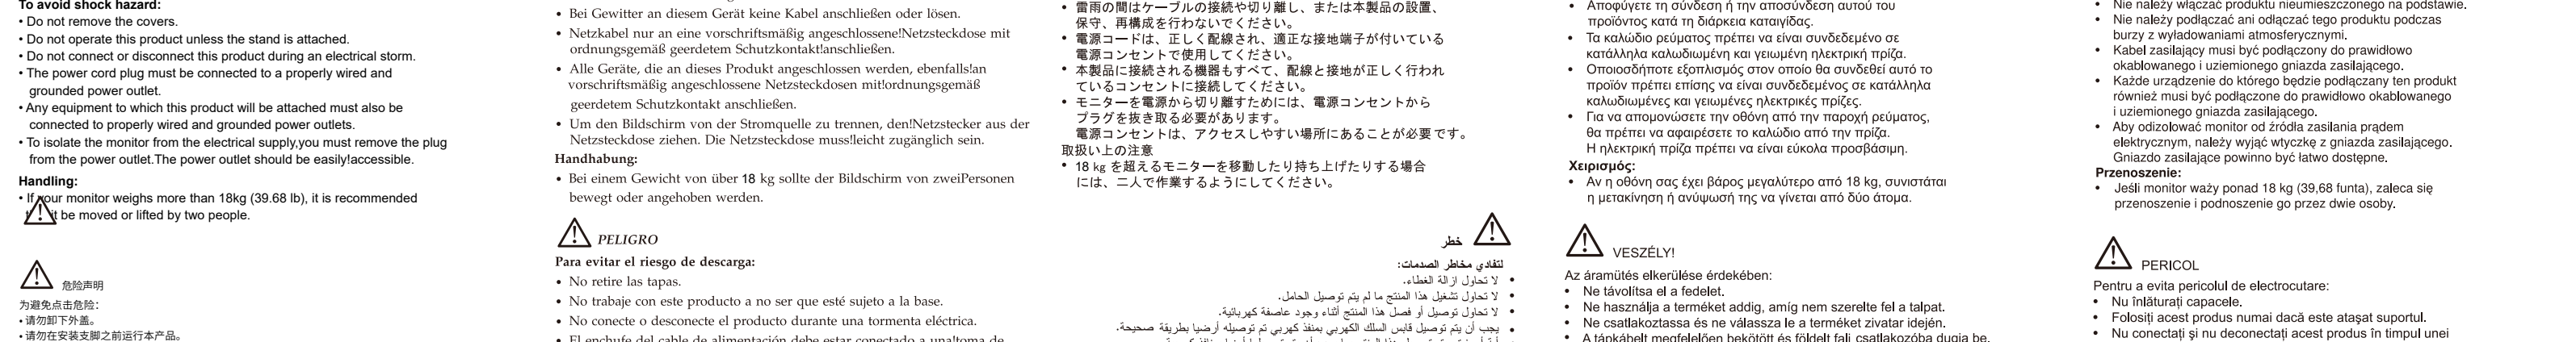 To avoid shock hazard:
• Do not remove the covers.
• Do not operate this product unless the stand is attached.
• Do not connect or disconnect this product during an electrical storm.
• The power cord plug must be connected to a properly wired and
grounded power outlet.
• Any equipment to which this product will be attached must also be
connected to properly wired and grounded power outlets.
• To isolate the monitor from the electrical supply,you must remove the plug
from the power outlet.The power outlet should be easily!accessible.
Handling:
• If your monitor weighs more than 18kg (39.68 lb), it is recommended
it be moved or lifted by two people.
危险声明
为避免点击危险：
• 请勿卸下外盖。
• 请勿在安装支脚之前运行本产品。
• Bei Gewitter an diesem Gerät keine Kabel anschließen oder lösen.
• Netzkabel nur an eine vorschriftsmäßig angeschlossene!Netzsteckdose mit
ordnungsgemäß geerdetem Schutzkontakt!anschließen.
• Alle Geräte, die an dieses Produkt angeschlossen werden, ebenfalls!an
vorschriftsmäßig angeschlossene Netzsteckdosen mit!ordnungsgemäß
geerdetem Schutzkontakt anschließen.
• Um den Bildschirm von der Stromquelle zu trennen, den!Netzstecker aus der
Netzsteckdose ziehen. Die Netzsteckdose muss!leicht zugänglich sein.
Handhabung:
• Bei einem Gewicht von über 18 kg sollte der Bildschirm von zweiPersonen
bewegt oder angehoben werden.
PELIGRO
Para evitar el riesgo de descarga:
• No retire las tapas.
• No trabaje con este producto a no ser que esté sujeto a la base.
• No conecte o desconecte el producto durante una tormenta eléctrica.
• El enchufe del cable de alimentación debe estar conectado a una!toma de
• 雷雨の間はケーブルの接続や切り離し、または本製品の設置、
保守、再構成を行わないでください。
• 電源コードは、正しく配線され、適正な接地端子が付いている
電源コンセントで使用してください。
• 本製品に接続される機器もすべて、配線と接地が正しく行われ
ているコンセントに接続してください。
• モニターを電源から切り離すためには、電源コンセントから
プラグを抜き取る必要があります。
電源コンセントは、アクセスしやすい場所にあることが必要です。
取扱い上の注意
• 18 kg を超えるモニターを移動したり持ち上げたりする場合
には、二人で作業するようにしてください。
خطر
لتفادي مخاطر الصدمات:
• لا تحاول ازالة الغطاء.
• لا تحاول تشغيل هذا المنتج ما لم يتم توصيل الحامل.
• لا تحاول توصيل أو فصل هذا المنتج أثناء وجود عاصفة كهربائية.
• يجب أن يتم توصيل قابس السلك الكهربي بمنفذ كهربي تم توصيله أرضيا بطريقة صحيحة.
• Αποφύγετε τη σύνδεση ή την αποσύνδεση αυτού του
προϊόντος κατά τη διάρκεια καταιγίδας.
• Τα καλώδιο ρεύματος πρέπει να είναι συνδεδεμένο σε
κατάλληλα καλωδιωμένη και γειωμένη ηλεκτρική πρίζα.
• Οποιοσδήποτε εξοπλισμός στον οποίο θα συνδεθεί αυτό το
προϊόν πρέπει επίσης να είναι συνδεδεμένος σε κατάλληλα
καλωδιωμένες και γειωμένες ηλεκτρικές πρίζες.
• Για να απομονώσετε την οθόνη από την παροχή ρεύματος,
θα πρέπει να αφαιρέσετε το καλώδιο από την πρίζα.
Η ηλεκτρική πρίζα πρέπει να είναι εύκολα προσβάσιμη.
Χειρισμός:
• Αν η οθόνη σας έχει βάρος μεγαλύτερο από 18 kg, συνιστάται
η μετακίνηση ή ανύψωσή της να γίνεται από δύο άτομα.
VESZÉLY!
Az áramütés elkerülése érdekében:
• Ne távolítsa el a fedelet.
• Ne használja a terméket addig, amíg nem szerelte fel a talpat.
• Ne csatlakoztassa és ne válassza le a terméket zivatar idején.
• A tápkábelt megfelelően bekötött és földelt fali csatlakozóba dugja be.
• Nie należy włączać produktu nieumieszczonego na podstawie.
• Nie należy podłączać ani odłączać tego produktu podczas
burzy z wyładowaniami atmosferycznymi.
• Kabel zasilający musi być podłączony do prawidłowo
okablowanego i uziemionego gniazda zasilającego.
• Każde urządzenie do którego będzie podłączany ten produkt
również musi być podłączone do prawidłowo okablowanego
i uziemionego gniazda zasilającego.
• Aby odizolować monitor od źródła zasilania prądem
elektrycznym, należy wyjąć wtyczkę z gniazda zasilającego.
Gniazdo zasilające powinno być łatwo dostępne.
Przenoszenie:
• Jeśli monitor waży ponad 18 kg (39,68 funta), zaleca się
przenoszenie i podnoszenie go przez dwie osoby.
PERICOL
Pentru a evita pericolul de electrocutare:
• Nu înlăturați capacele.
• Folosiți acest produs numai dacă este atașat suportul.
• Nu conectați și nu deconectați acest produs în timpul unei